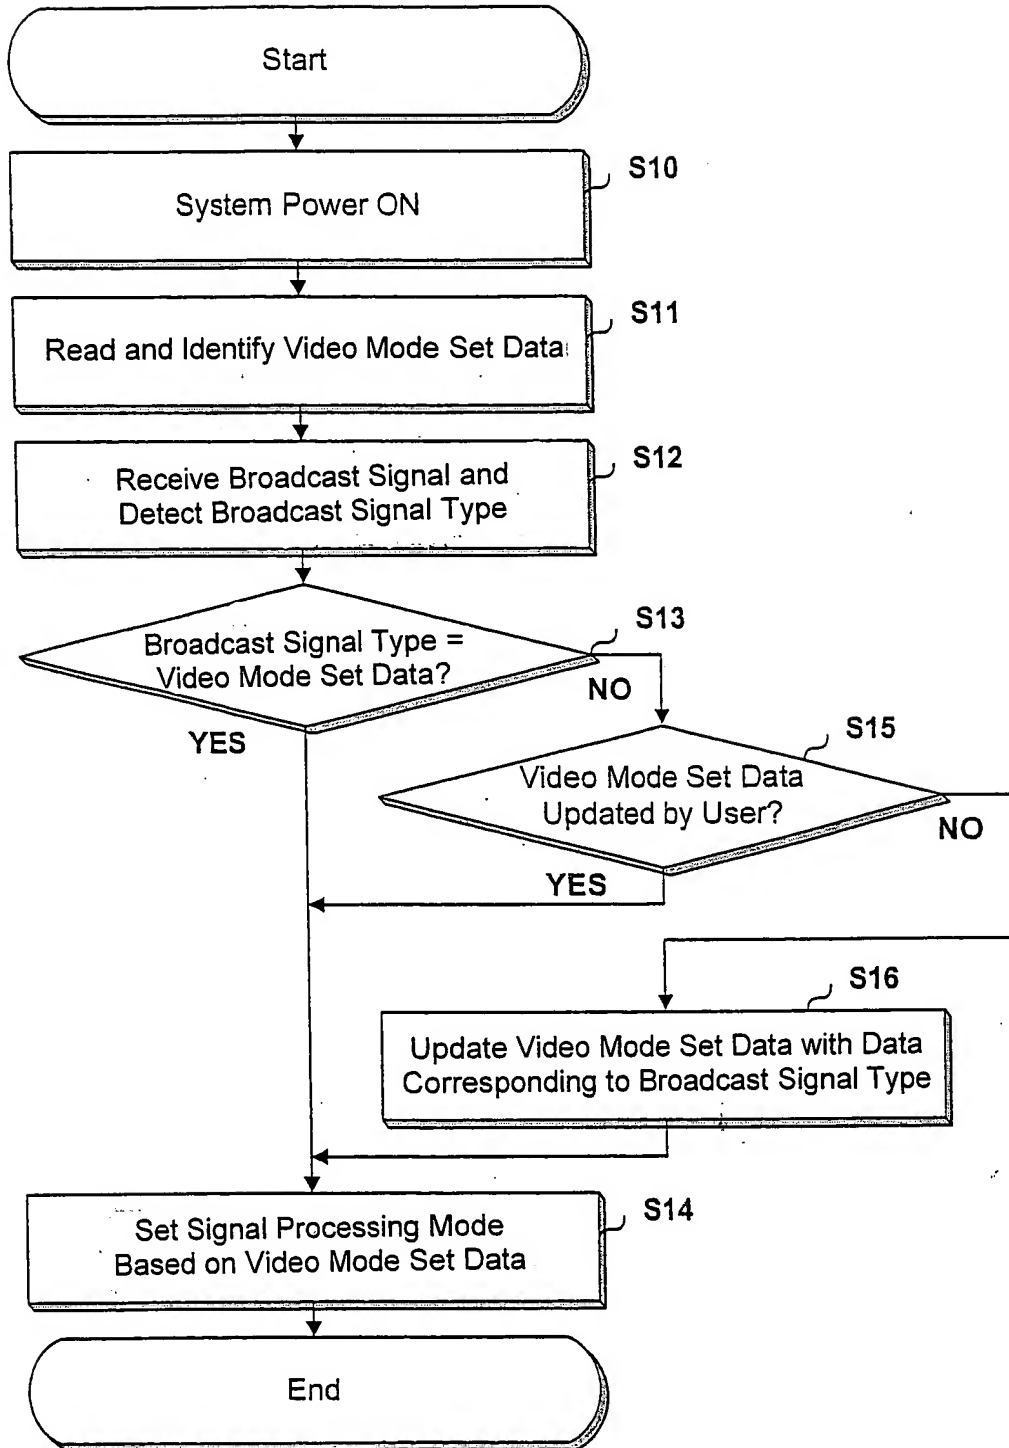 Start
S10
System Power ON
S11
Read and Identify Video Mode Set Data
S12
Receive Broadcast Signal and
Detect Broadcast Signal Type
S13
Broadcast Signal Type =
Video Mode Set Data?
NO
YES
S15
Video Mode Set Data
Updated by User?
NO
YES
S16
Update Video Mode Set Data with Data
Corresponding to Broadcast Signal Type
S14
Set Signal Processing Mode
Based on Video Mode Set Data
End